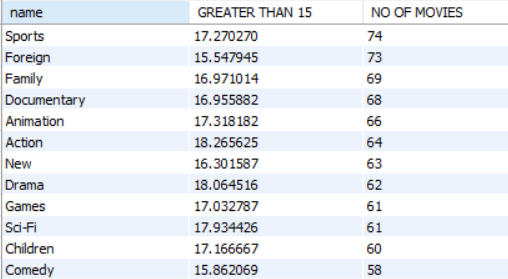 name GREATER THAN 15 NO OF MOVIES
Sports 17.270270 74
Foreign 15.547945 73
Family 16.971014 69
Documentary 16.955882 68
Animation 17.318182 66
Action 18.265625 64
New 16.301587 63
Drama 18.064516 62
Games 17.032787 61
Sci-Fi 17.934426 61
Children 17.166667 60
Comedy 15.862069 58